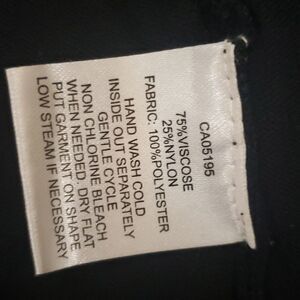 CA05195
75%VISCOSE
25%NYLON
FABRIC: 100%POLYESTER
HAND WASH COLD
INSIDE OUT SEPARATELY
GENTLE CYCLE
NON CHLORINE BLEACH
WHEN NEEDED, DRY FLAT
PUT GARMENT ON SHAPE
LOW STEAM IF NECESSARY